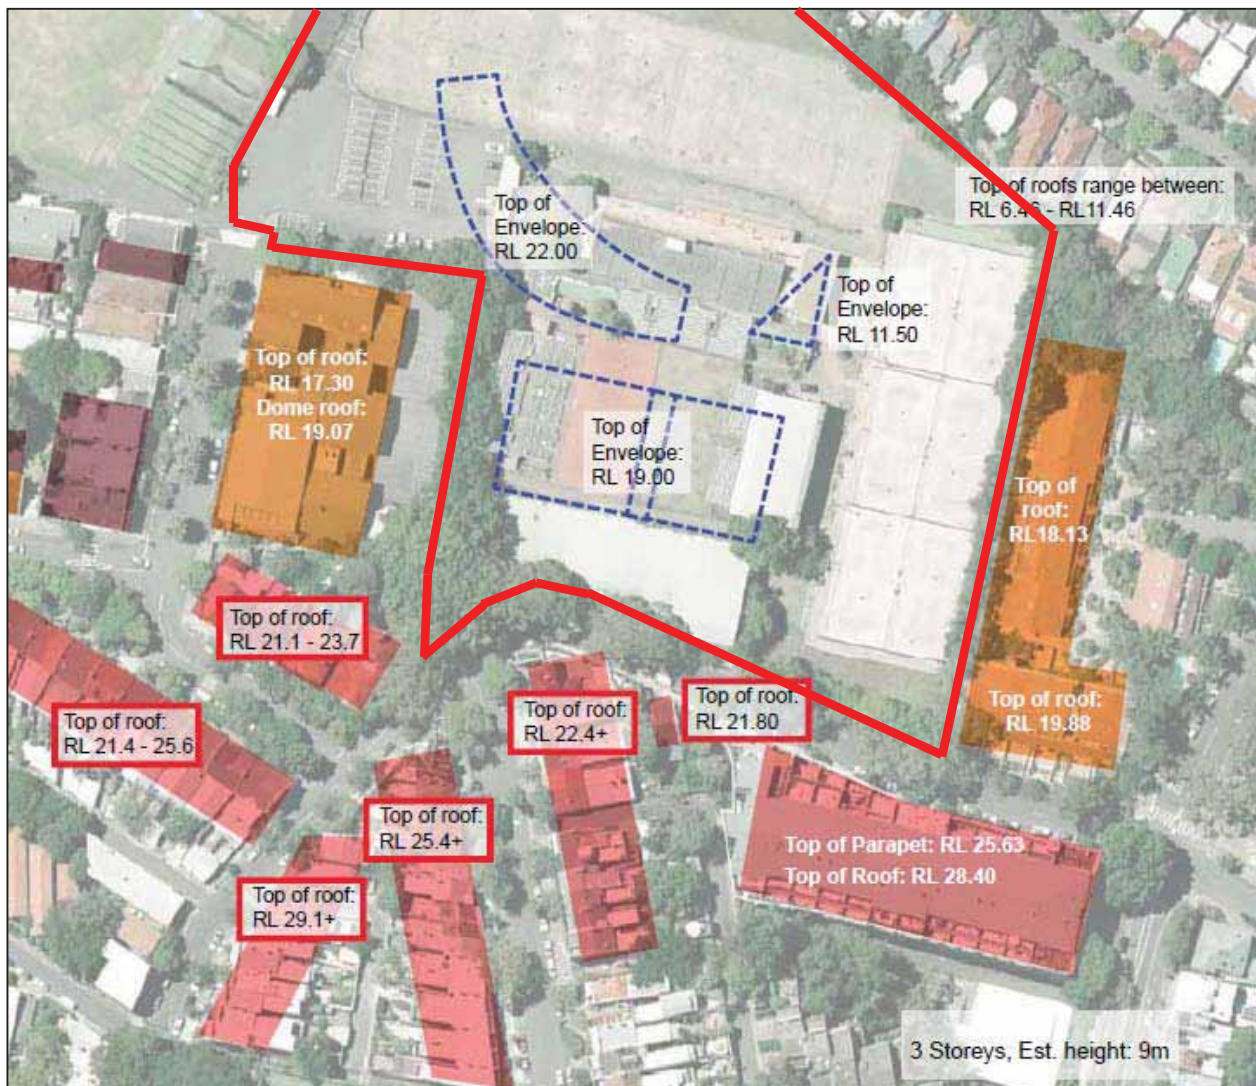 Top of roofs range between:
RL 6.46 - RL11.46
Top of
Envelope:
RL 22.00
Top of
Envelope:
RL 11.50
Top of roof:
RL 17.30
Dome roof:
RL 19.07
Top of
Envelope:
RL 19.00
Top of
roof:
RL18.13
Top of roof:
RL 21.1 - 23.7
Top of roof:
RL 21.4 - 25.6
Top of roof:
RL 22.4+
Top of roof:
RL 21.80
Top of roof:
RL 19.88
Top of roof:
RL 25.4+
Top of Parapet: RL 25.63
Top of Roof: RL 28.40
Top of roof:
RL 29.1+
3 Storeys, Est. height: 9m